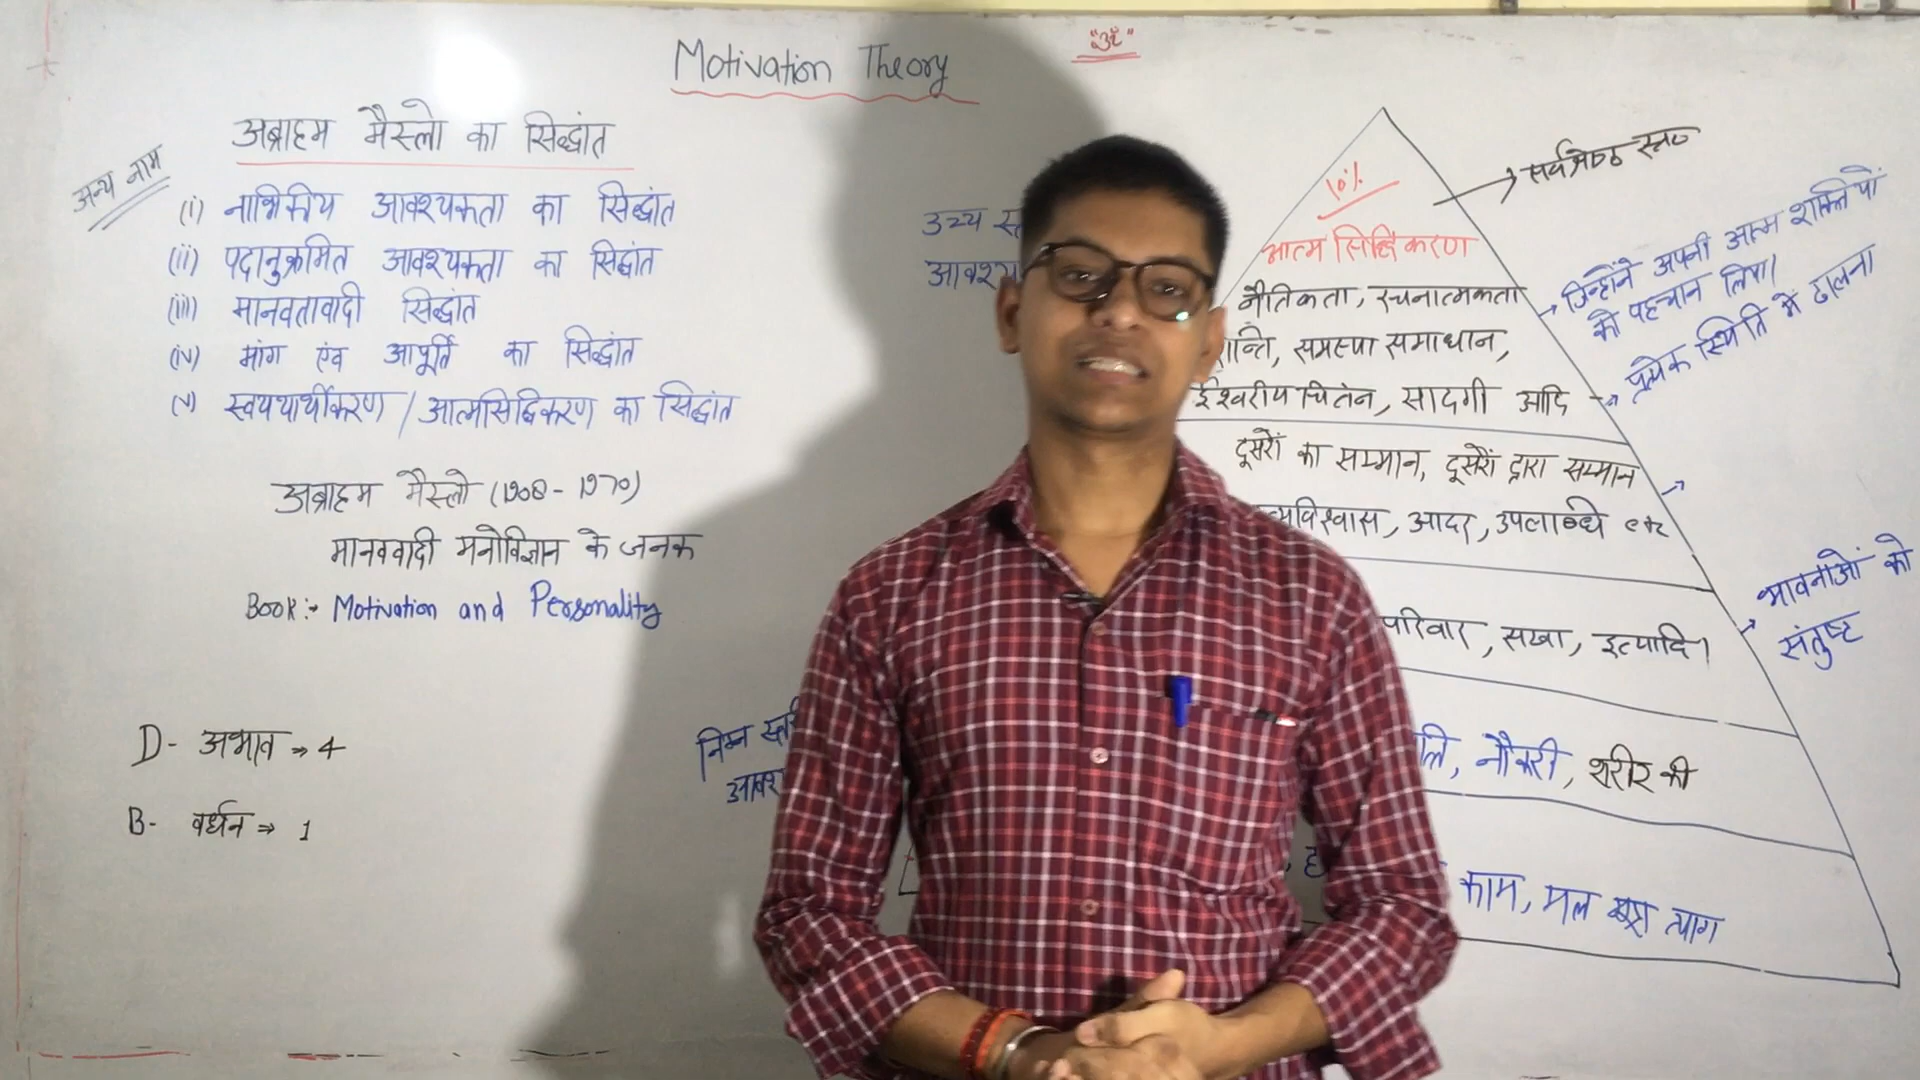 Motivation Theory
"ॐ"
अब्राहम मैस्लो का सिद्धांत
अन्य नाम
(i) नाभिकीय आवश्यकता का सिद्धांत
(ii) पदानुक्रमित आवश्यकता का सिद्धांत
(iii) मानवतावादी सिद्धांत
(iv) मांग एंव आपूर्ति का सिद्धांत
(v) स्वयथार्थीकरण / आत्मसिद्धिकरण का सिद्धांत
अब्राहम मैस्लो (1908 - 1970)
मानववादी मनोविज्ञान के जनक
Book:- Motivation and Personality
D- अभाव ⇒ 4
B- वर्धन ⇒ 1
उच्च
निम्न
10%
आत्म सिद्धिकरण
नैतिकता, रचनात्मकता
समस्या समाधान,
ईश्वरीय चितंन, सादगी आदि
दूसरों का सम्मान, दूसरों द्वारा सम्मान
आदर, उपलब्धि etc
परिवार, सखा, इत्यादि।
नौकरी, शरीर की
काम, मल मूत्र त्याग
सर्वश्रेष्ठ स्तर
जिन्होंने अपनी आत्म शक्तियों
को पहचान लिया।
प्रत्येक स्थिति में ढालना
भावनाओं को
संतुष्ट